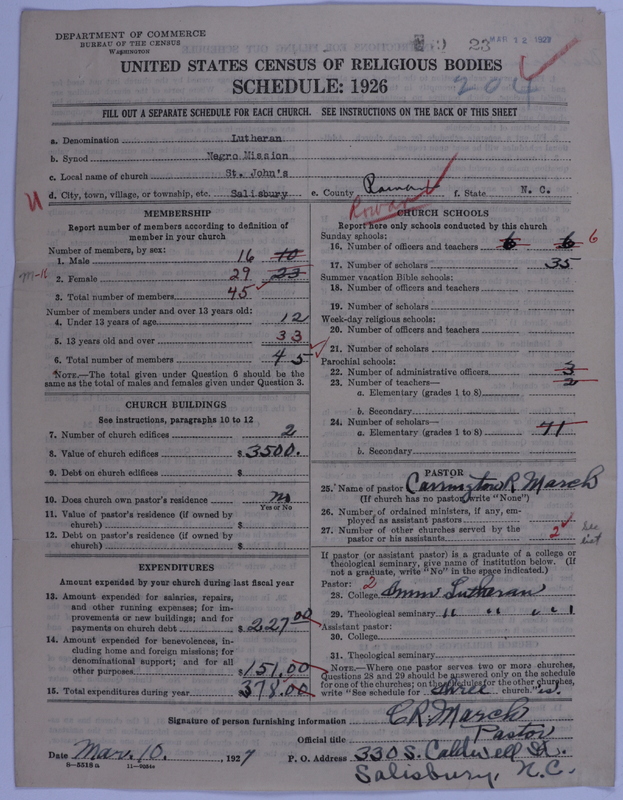 DEPARTMENT OF COMMERCE
BUREAU OF THE CENSUS
WASHINGTON
23
MAR 12 1927
UNITED STATES CENSUS OF RELIGIOUS BODIES
SCHEDULE: 1926
204
FILL OUT A SEPARATE SCHEDULE FOR EACH CHURCH. SEE INSTRUCTIONS ON THE BACK OF THIS SHEET
a. Denomination Lutheran
b. Synod Negro Mission
c. Local name of church St. John's
d. City, town, village, or township, etc. Salisbury e. County Rowan f. State N. C.
Rowan
MEMBERSHIP
Report number of members according to definition of
member in your church
Number of members, by sex:
1. Male 16 10
2. Female 29 23
M-16
3. Total number of members 45
Number of members under and over 13 years old:
4. Under 13 years of age 12
5. 13 years old and over 33
6. Total number of members 45
NOTE.—The total given under Question 6 should be the
same as the total of males and females given under Question 3.
CHURCH BUILDINGS
See instructions, paragraphs 10 to 12
7. Number of church edifices 2
8. Value of church edifices $3500.
9. Debt on church edifices $
10. Does church own pastor's residence no
Yes or No
11. Value of pastor's residence (if owned by
church) $
12. Debt on pastor's residence (if owned by
church) $
EXPENDITURES
Amount expended by your church during last fiscal year
13. Amount expended for salaries, repairs,
and other running expenses; for im-
provements or new buildings; and for
payments on church debt $227.00
14. Amount expended for benevolences, in-
cluding home and foreign missions; for
denominational support; and for all
other purposes $151.00
15. Total expenditures during year 378.00
CHURCH SCHOOLS
Report here only schools conducted by this church
Sunday schools:
16. Number of officers and teachers 6 6 6
17. Number of scholars 35
Summer vacation Bible schools:
18. Number of officers and teachers
19. Number of scholars
Week-day religious schools:
20. Number of officers and teachers
21. Number of scholars
Parochial schools:
22. Number of administrative officers 3
23. Number of teachers— 2
a. Elementary (grades 1 to 8)
b. Secondary
24. Number of scholars—
a. Elementary (grades 1 to 8) 71
b. Secondary
PASTOR
25. Name of pastor Carrington R. March
(If church has no pastor, write "None")
26. Number of ordained ministers, if any, em-
ployed as assistant pastors
27. Number of other churches served by the
pastor or his assistants 2
See list
If pastor (or assistant pastor) is a graduate of a college or
theological seminary, give name of institution below. (If
not a graduate, write "No" in the space indicated.)
Pastor: 2
28. College Imm. Lutheran
29. Theological seminary " " "
Assistant pastor:
30. College
31. Theological seminary
NOTE.—Where one pastor serves two or more churches,
Questions 28 and 29 should be answered only on the schedule
for one of the churches; on the schedules for the other churches,
write "See schedule for three church."
Signature of person furnishing information C.R. March
Official title Pastor
Date Mar. 10, 1927 P. O. Address 330 S. Caldwell St.
Salisbury, N.C.